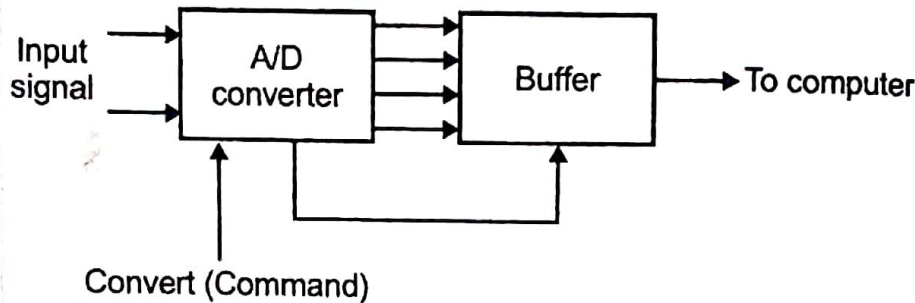 Input
signal
A/D
converter
Buffer
To computer
Convert (Command)